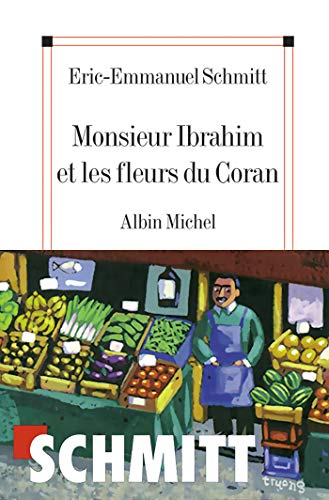 Eric-Emmanuel Schmitt
Monsieur Ibrahim
et les fleurs du Coran
Albin Michel
SCHMITT
truong